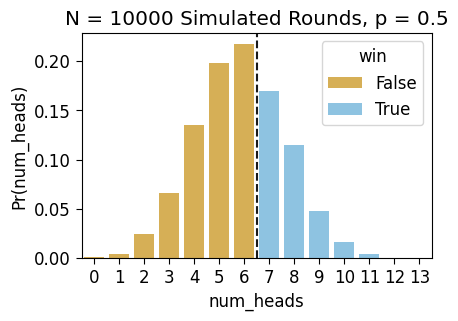 N = 10000 Simulated Rounds, p = 0.5
Pr(num_heads)
0.20
0.15
0.10
0.05
0.00
win
False
True
0 1 2 3 4 5 6 7 8 9 10 11 12 13
num_heads